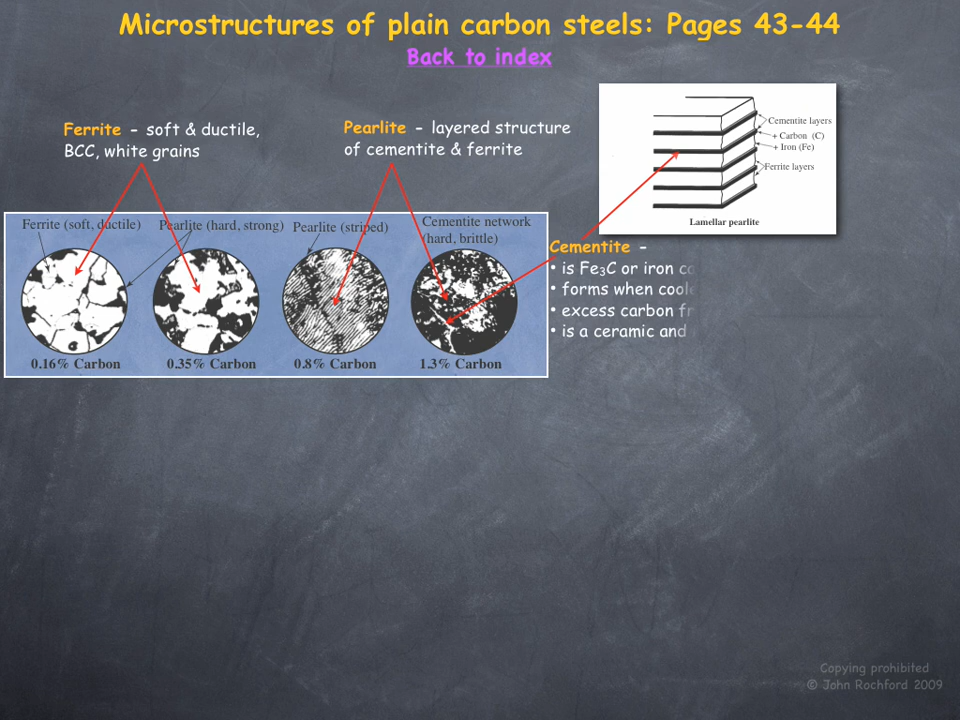 Microstructures of plain carbon steels: Pages 43-44
Back to index
Ferrite - soft & ductile,
BCC, white grains
Pearlite - layered structure
of cementite & ferrite
Cementite layers
+ Carbon (C)
+ Iron (Fe)
Ferrite layers
Lamellar pearlite
Ferrite (soft, ductile)
Pearlite (hard, strong)
Pearlite (striped)
Cementite network
(hard, brittle)
0.16% Carbon
0.35% Carbon
0.8% Carbon
1.3% Carbon
Cementite -
• is Fe₃C or iron
• forms when
• excess carbon
• is a ceramic and
Copying prohibited
© John Rochford 2009